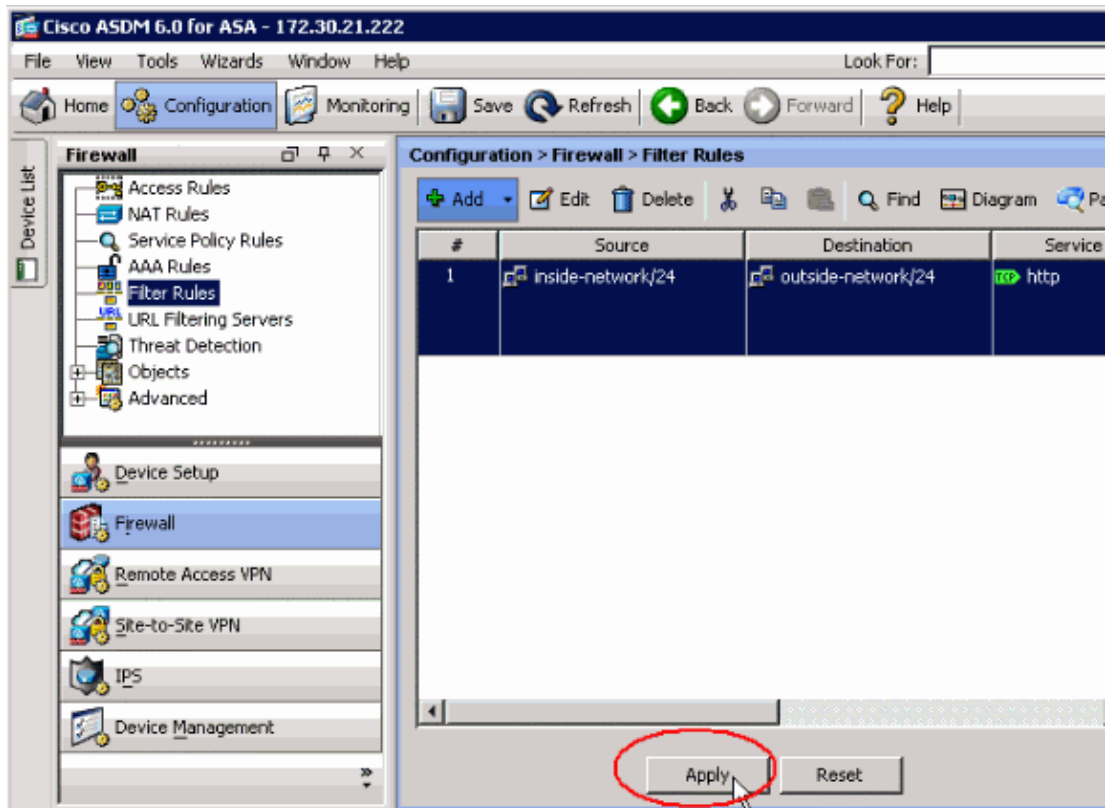 Cisco ASDM 6.0 for ASA - 172.30.21.222
File View Tools Wizards Window Help Look For:
Home Configuration Monitoring Save Refresh Back Forward Help
Device List
Firewall
Access Rules
NAT Rules
Service Policy Rules
AAA Rules
Filter Rules
URL Filtering Servers
Threat Detection
Objects
Advanced
Device Setup
Firewall
Remote Access VPN
Site-to-Site VPN
IPS
Device Management
Configuration > Firewall > Filter Rules
Add Edit Delete Find Diagram Pa
# Source Destination Service
1 inside-network/24 outside-network/24 TCP http
Apply Reset